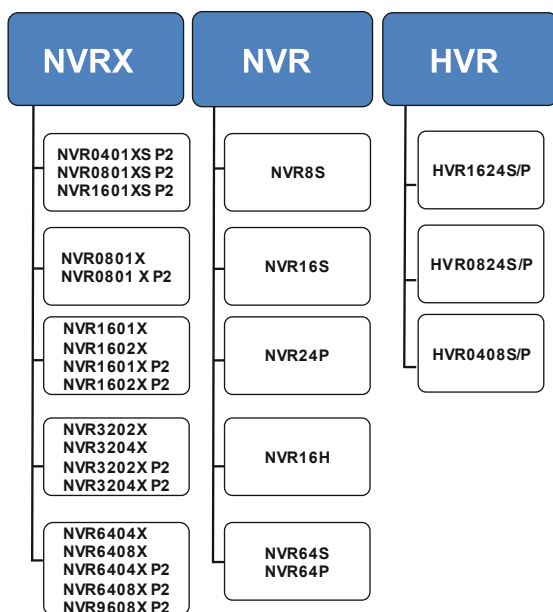 NVRX
NVR0401XS P2
NVR0801XS P2
NVR1601XS P2
NVR0801X
NVR0801 X P2
NVR1601X
NVR1602X
NVR1601X P2
NVR1602X P2
NVR3202X
NVR3204X
NVR3202X P2
NVR3204X P2
NVR6404X
NVR6408X
NVR6404X P2
NVR6408X P2
NVR9608X P2
NVR
NVR8S
NVR16S
NVR24P
NVR16H
NVR64S
NVR64P
HVR
HVR1624S/P
HVR0824S/P
HVR0408S/P